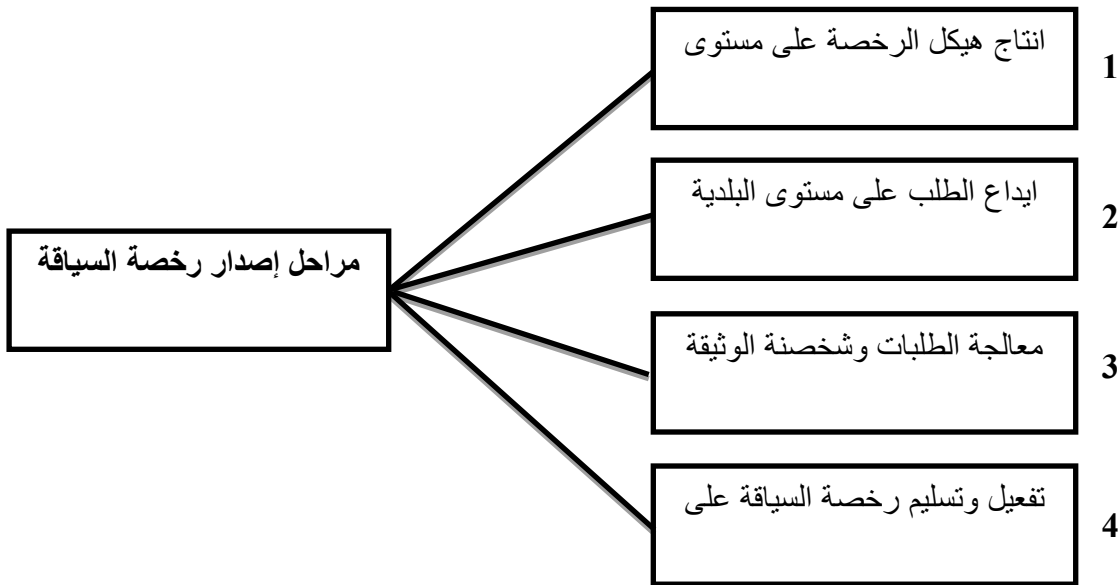 انتاج هيكل الرخصة على مستوى
1
ايداع الطلب على مستوى البلدية
2
مراحل إصدار رخصة السياقة
معالجة الطلبات وشخصنة الوثيقة
3
تفعيل وتسليم رخصة السياقة على
4